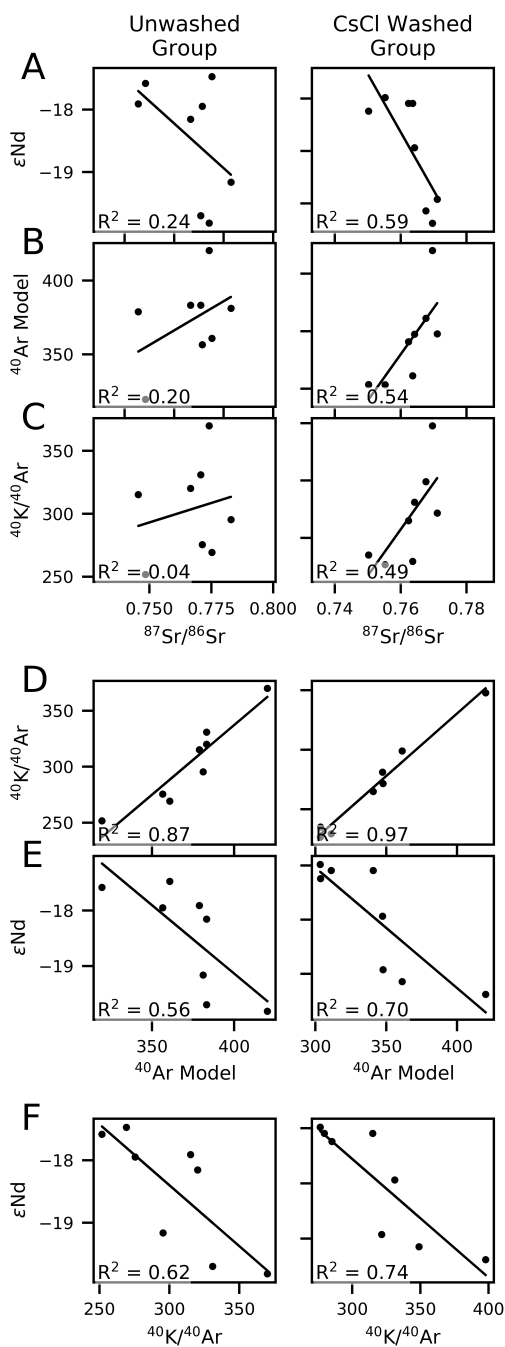 Unwashed Group
CsCl Washed Group
A
εNd
−18
−19
R² = 0.24
R² = 0.59
B
⁴⁰Ar Model
400
350
R² = 0.20
R² = 0.54
C
⁴⁰K/⁴⁰Ar
350
300
250
R² = 0.04
R² = 0.49
0.750 0.775 0.800
0.74 0.76 0.78
⁸⁷Sr/⁸⁶Sr
⁸⁷Sr/⁸⁶Sr
D
⁴⁰K/⁴⁰Ar
350
300
250
R² = 0.87
R² = 0.97
E
εNd
−18
−19
R² = 0.56
R² = 0.70
350 400
300 350 400
⁴⁰Ar Model
⁴⁰Ar Model
F
εNd
−18
−19
R² = 0.62
R² = 0.74
250 300 350
300 350 400
⁴⁰K/⁴⁰Ar
⁴⁰K/⁴⁰Ar